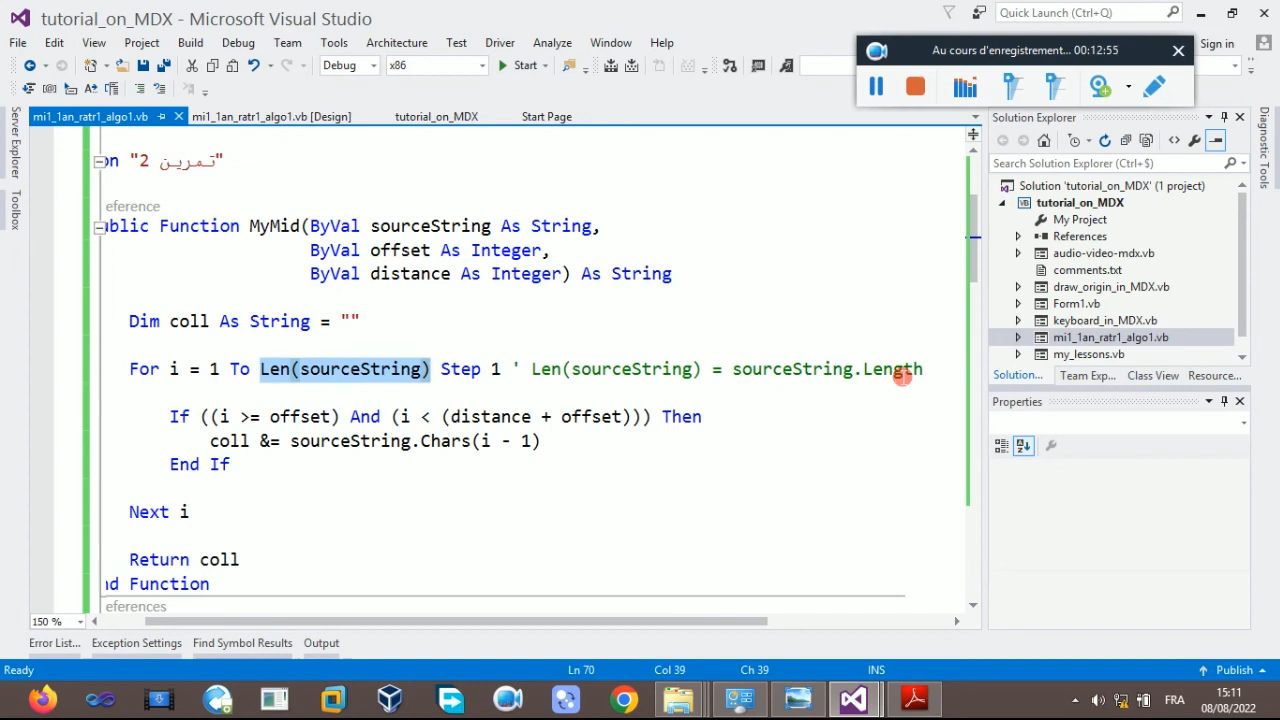 tutorial_on_MDX - Microsoft Visual Studio
Quick Launch (Ctrl+Q)
File Edit View Project Build Debug Team Tools Architecture Test Driver Analyze Window Help
Sign in
Au cours d'enregistrement... 00:12:55
Debug x86 Start
mi1_1an_ratr1_algo1.vb mi1_1an_ratr1_algo1.vb [Design] tutorial_on_MDX Start Page
Server Explorer
Toolbox
on "تمرين 2"
eference
ublic Function MyMid(ByVal sourceString As String,
ByVal offset As Integer,
ByVal distance As Integer) As String
Dim coll As String = ""
For i = 1 To Len(sourceString) Step 1 ' Len(sourceString) = sourceString.Length
If ((i >= offset) And (i < (distance + offset))) Then
coll &= sourceString.Chars(i - 1)
End If
Next i
Return coll
nd Function
eferences
150 %
Solution Explorer
Search Solution Explorer (Ctrl+$)
Solution 'tutorial_on_MDX' (1 project)
tutorial_on_MDX
My Project
References
audio-video-mdx.vb
comments.txt
draw_origin_in_MDX.vb
Form1.vb
keyboard_in_MDX.vb
mi1_1an_ratr1_algo1.vb
my_lessons.vb
Solution... Team Exp... Class View Resource...
Properties
Diagnostic Tools
Error List... Exception Settings Find Symbol Results Output
Ready Ln 70 Col 39 Ch 39 INS Publish
FRA 15:11
08/08/2022